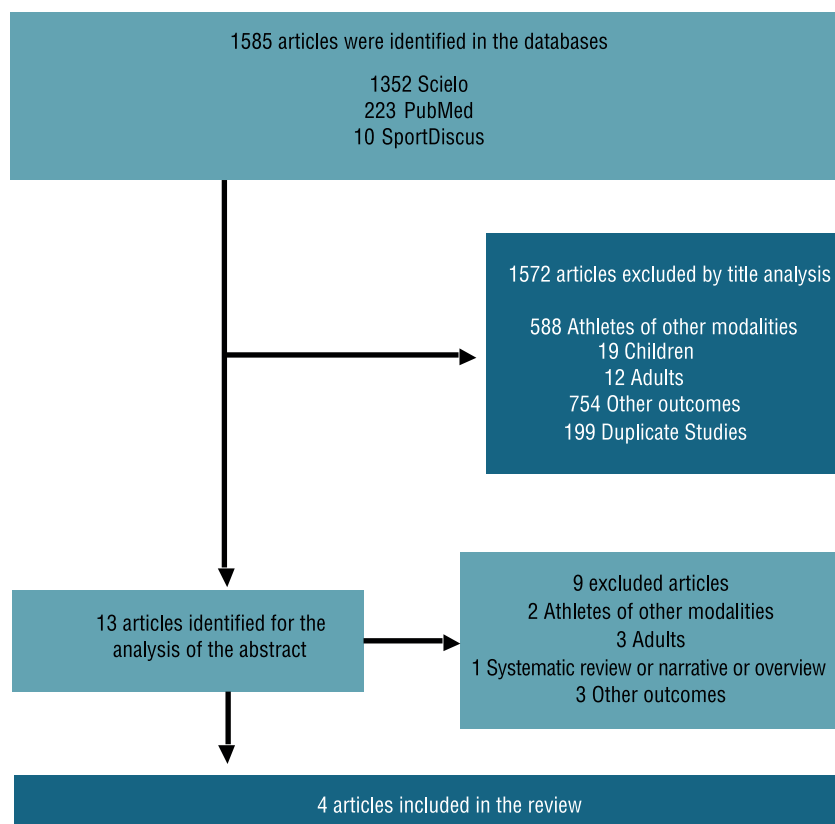 1585 articles were identified in the databases
1352 Scielo
223 PubMed
10 SportDiscus
1572 articles excluded by title analysis
588 Athletes of other modalities
19 Children
12 Adults
754 Other outcomes
199 Duplicate Studies
13 articles identified for the
analysis of the abstract
9 excluded articles
2 Athletes of other modalities
3 Adults
1 Systematic review or narrative or overview
3 Other outcomes
4 articles included in the review